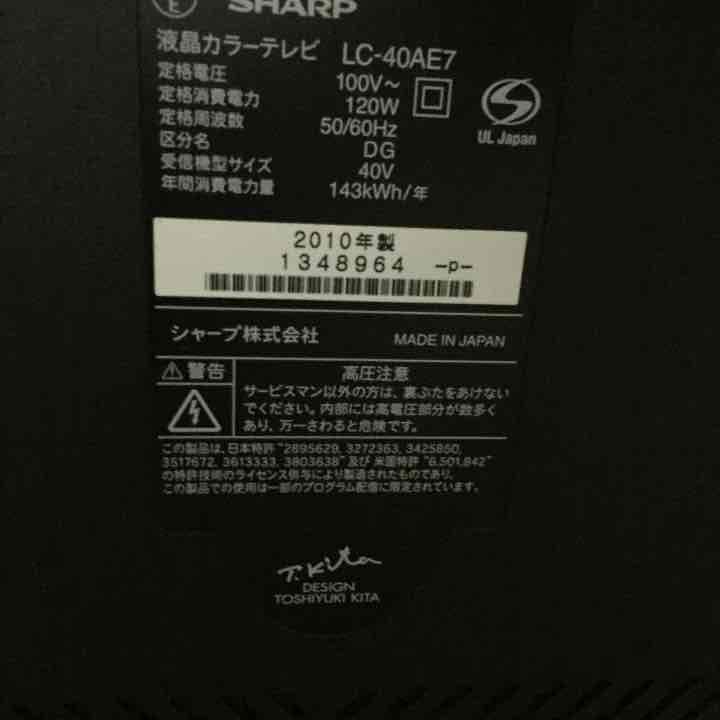 E SHARP
液晶カラーテレビ LC-40AE7
定格電圧 100V～
定格消費電力 120W
定格周波数 50/60Hz
区分名 DG
受信機型サイズ 40V
年間消費電力量 143kWh/年
UL Japan
2010年製
1348964 -p-
シャープ株式会社 MADE IN JAPAN
⚠警告 高圧注意
サービスマン以外の方は、裏ぶたをあけない
でください。内部には高電圧部分が数多く
あり、万一さわると危険です。
この製品は、日本特許 "2895629, 3272363, 3425850,
3517672, 3613333, 3803638" 及び 米国特許 "6,501,842"
の特許技術のライセンス供与により製造されたものであり、
この製品での使用は一部のプログラム配信に限定されています。
T. Kita
DESIGN
TOSHIYUKI KITA